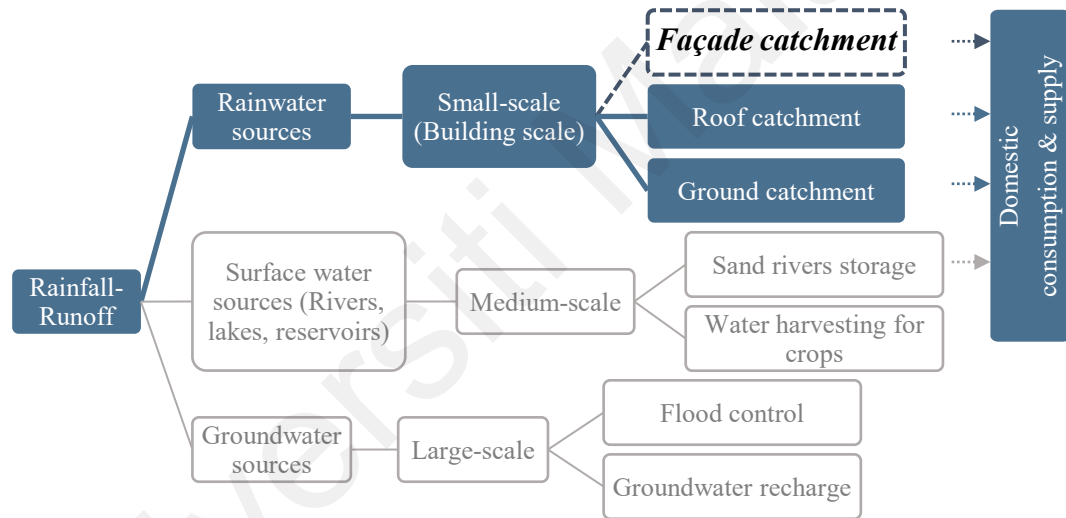 Façade catchment
Rainwater
sources
Small-scale
(Building scale)
Roof catchment
Ground catchment
Domestic
consumption & supply
Rainfall-
Runoff
Surface water
sources (Rivers,
lakes, reservoirs)
Medium-scale
Sand rivers storage
Water harvesting for
crops
Groundwater
sources
Large-scale
Flood control
Groundwater recharge